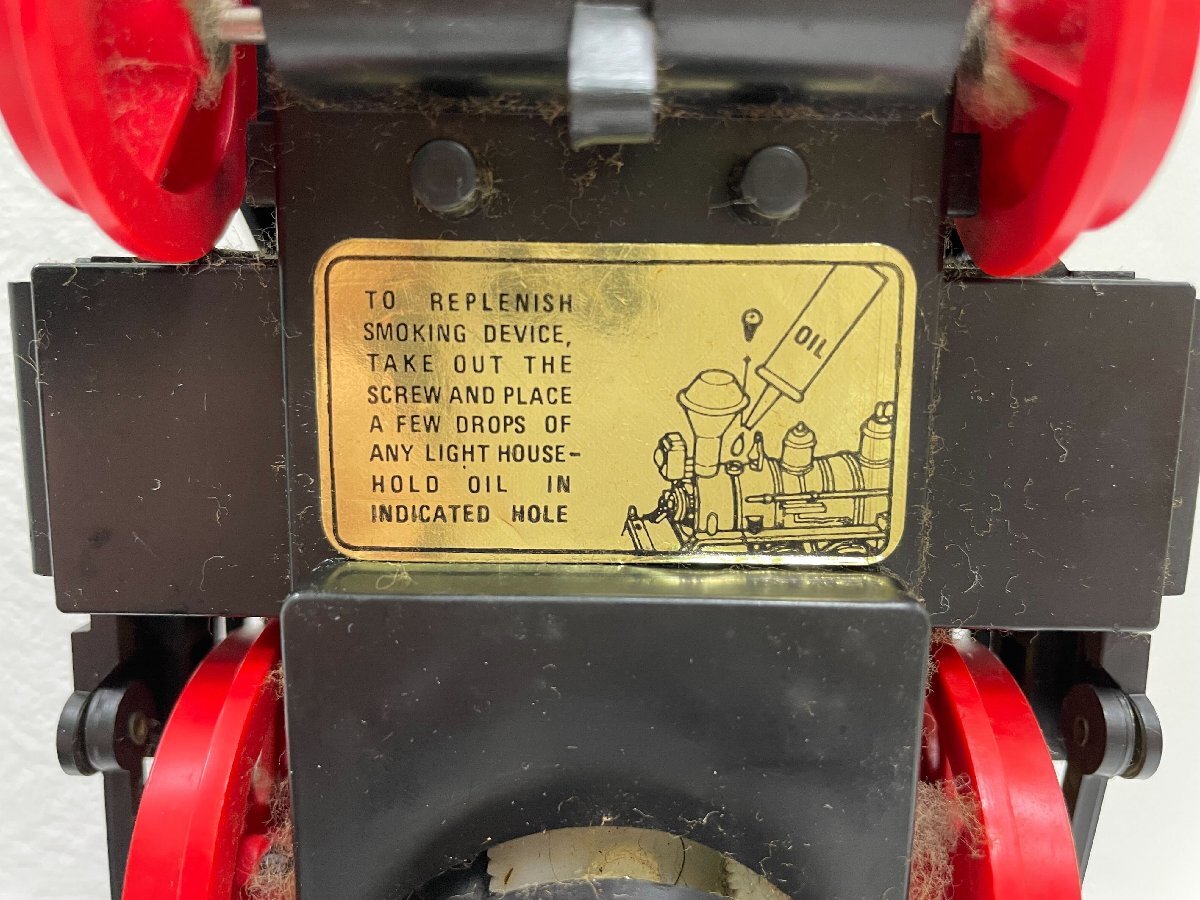 TO REPLENISH
SMOKING DEVICE,
TAKE OUT THE
SCREW AND PLACE
A FEW DROPS OF
ANY LIGHT HOUSE-
HOLD OIL IN
INDICATED HOLE
OIL